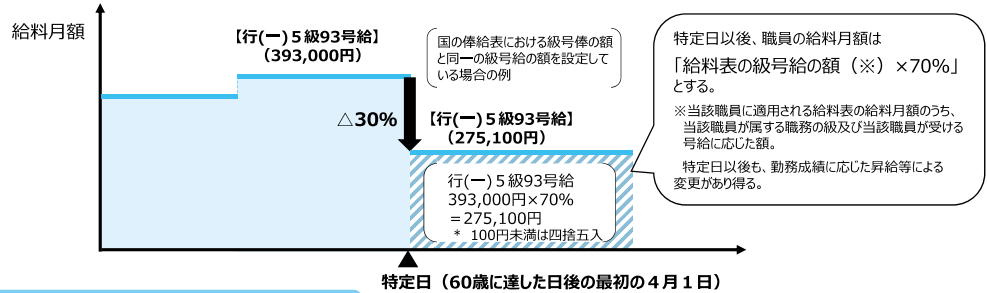 給料月額
【行(一)５級93号給】
（393,000円）
国の俸給表における級号俸の額
と同一の級号給の額を設定して
いる場合の例
△30%
【行(一)５級93号給】
（275,100円）
行(一)５級93号給
393,000円×70%
＝275,100円
* 100円未満は四捨五入
特定日（60歳に達した日後の最初の４月１日）
特定日以後、職員の給料月額は
「給料表の級号給の額（※）×70%」
とする。
※当該職員に適用される給料表の給料月額のうち、
当該職員が属する職務の級及び当該職員が受ける
号給に応じた額。
特定日以後も、勤務成績に応じた昇給等による
変更があり得る。